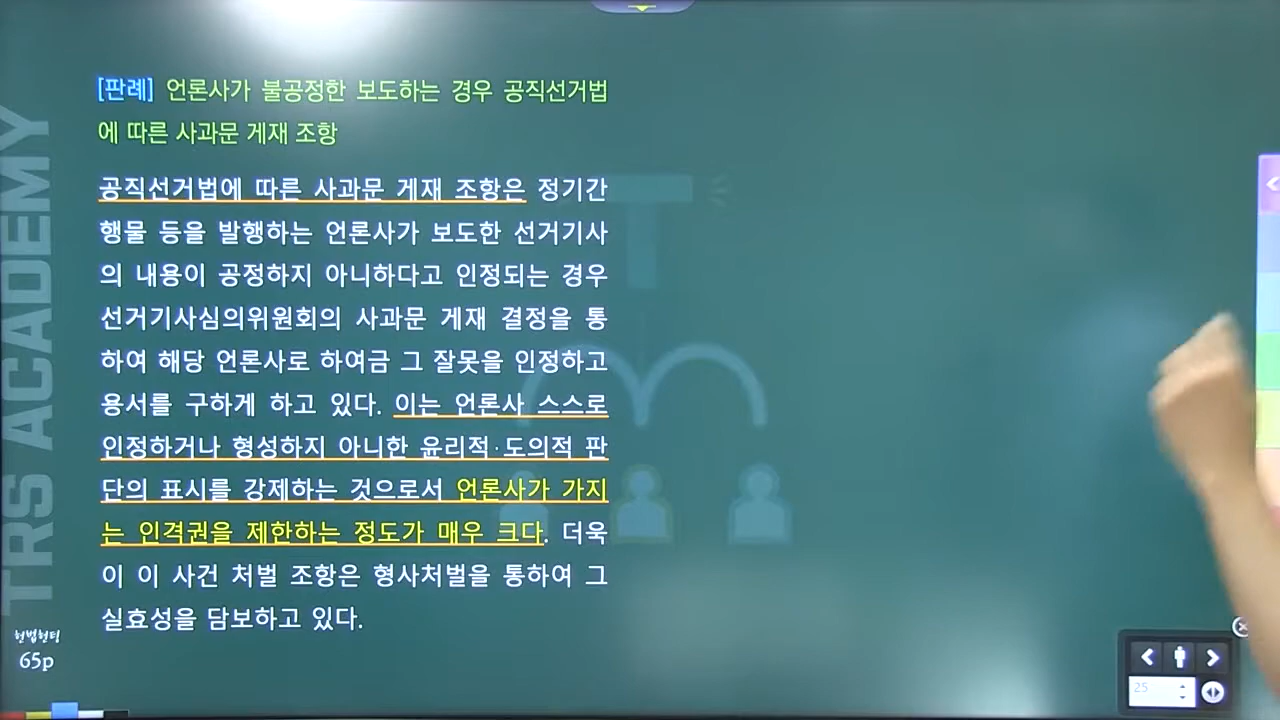 [판례] 언론사가 불공정한 보도하는 경우 공직선거법
에 따른 사과문 게재 조항
공직선거법에 따른 사과문 게재 조항은 정기간
행물 등을 발행하는 언론사가 보도한 선거기사
의 내용이 공정하지 아니하다고 인정되는 경우
선거기사심의위원회의 사과문 게재 결정을 통
하여 해당 언론사로 하여금 그 잘못을 인정하고
용서를 구하게 하고 있다. 이는 언론사 스스로
인정하거나 형성하지 아니한 윤리적·도의적 판
단의 표시를 강제하는 것으로서 언론사가 가지
는 인격권을 제한하는 정도가 매우 크다. 더욱
이 이 사건 처벌 조항은 형사처벌을 통하여 그
실효성을 담보하고 있다.
TRS ACADEMY
헌법헌팅
65p
25